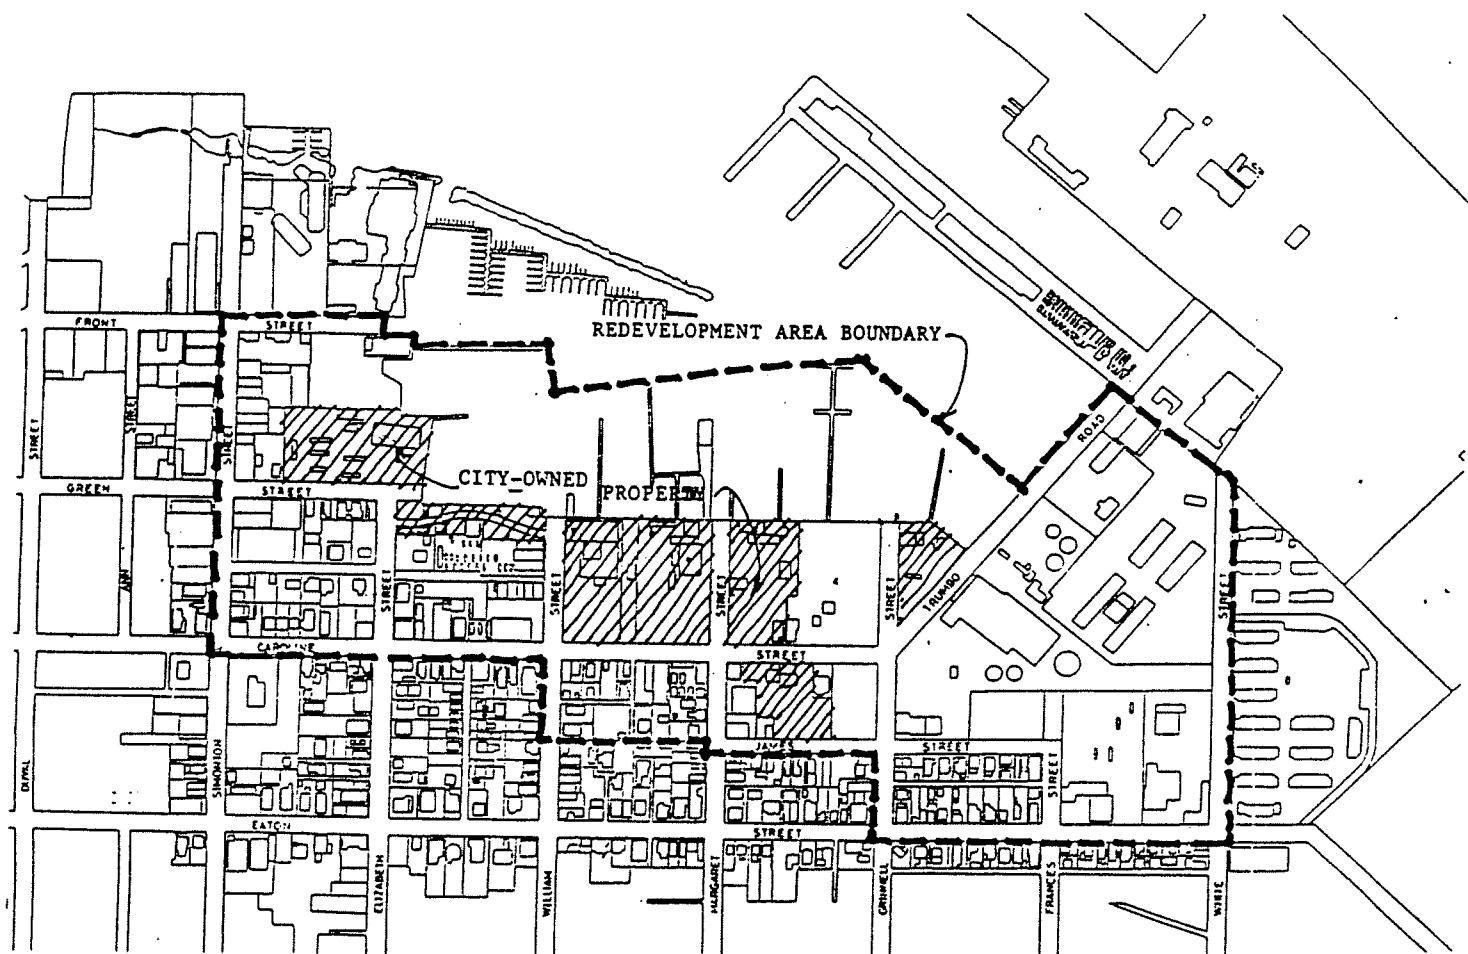 REDEVELOPMENT AREA BOUNDARY
FRONT STREET
ROAD
STREET
STREET
STREET
CITY-OWNED PROPERTY
GREEN STREET
ANN
STREET
STREET
STREET
STREET
TRUMBO
STREET
CAROLINE STREET
JAMES STREET
STREET
DUVAL
SIMONTON
EATON STREET
ELIZABETH
WILLIAM
MARGARET
GRINNELL
FRANCES
WHITE